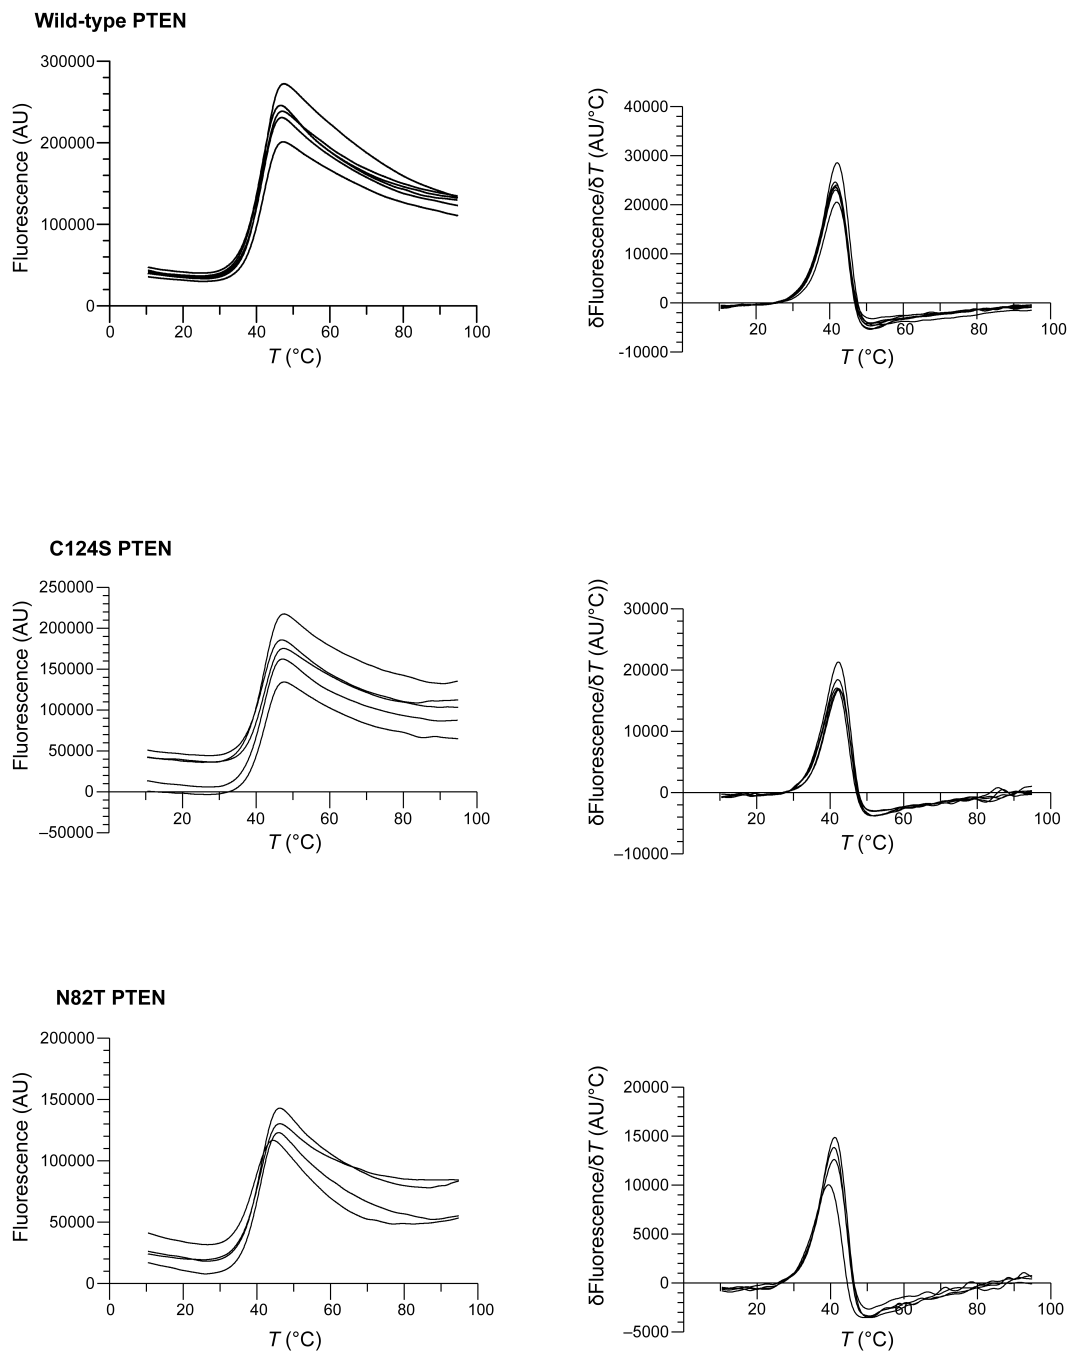 Wild-type PTEN
Fluorescence (AU)
300000
200000
100000
0
0 20 40 60 80 100
T (°C)
δFluorescence/δT (AU/°C)
40000
30000
20000
10000
0
-10000
20 40 60 80 100
T (°C)
C124S PTEN
Fluorescence (AU)
250000
200000
150000
100000
50000
0
–50000
20 40 60 80 100
T (°C)
δFluorescence/δT (AU/°C))
30000
20000
10000
0
–10000
20 40 60 80 100
T (°C)
N82T PTEN
Fluorescence (AU)
200000
150000
100000
50000
0
0 20 40 60 80 100
T (°C)
δFluorescence/δT (AU/°C)
20000
15000
10000
5000
0
–5000
20 40 60 80 100
T (°C)